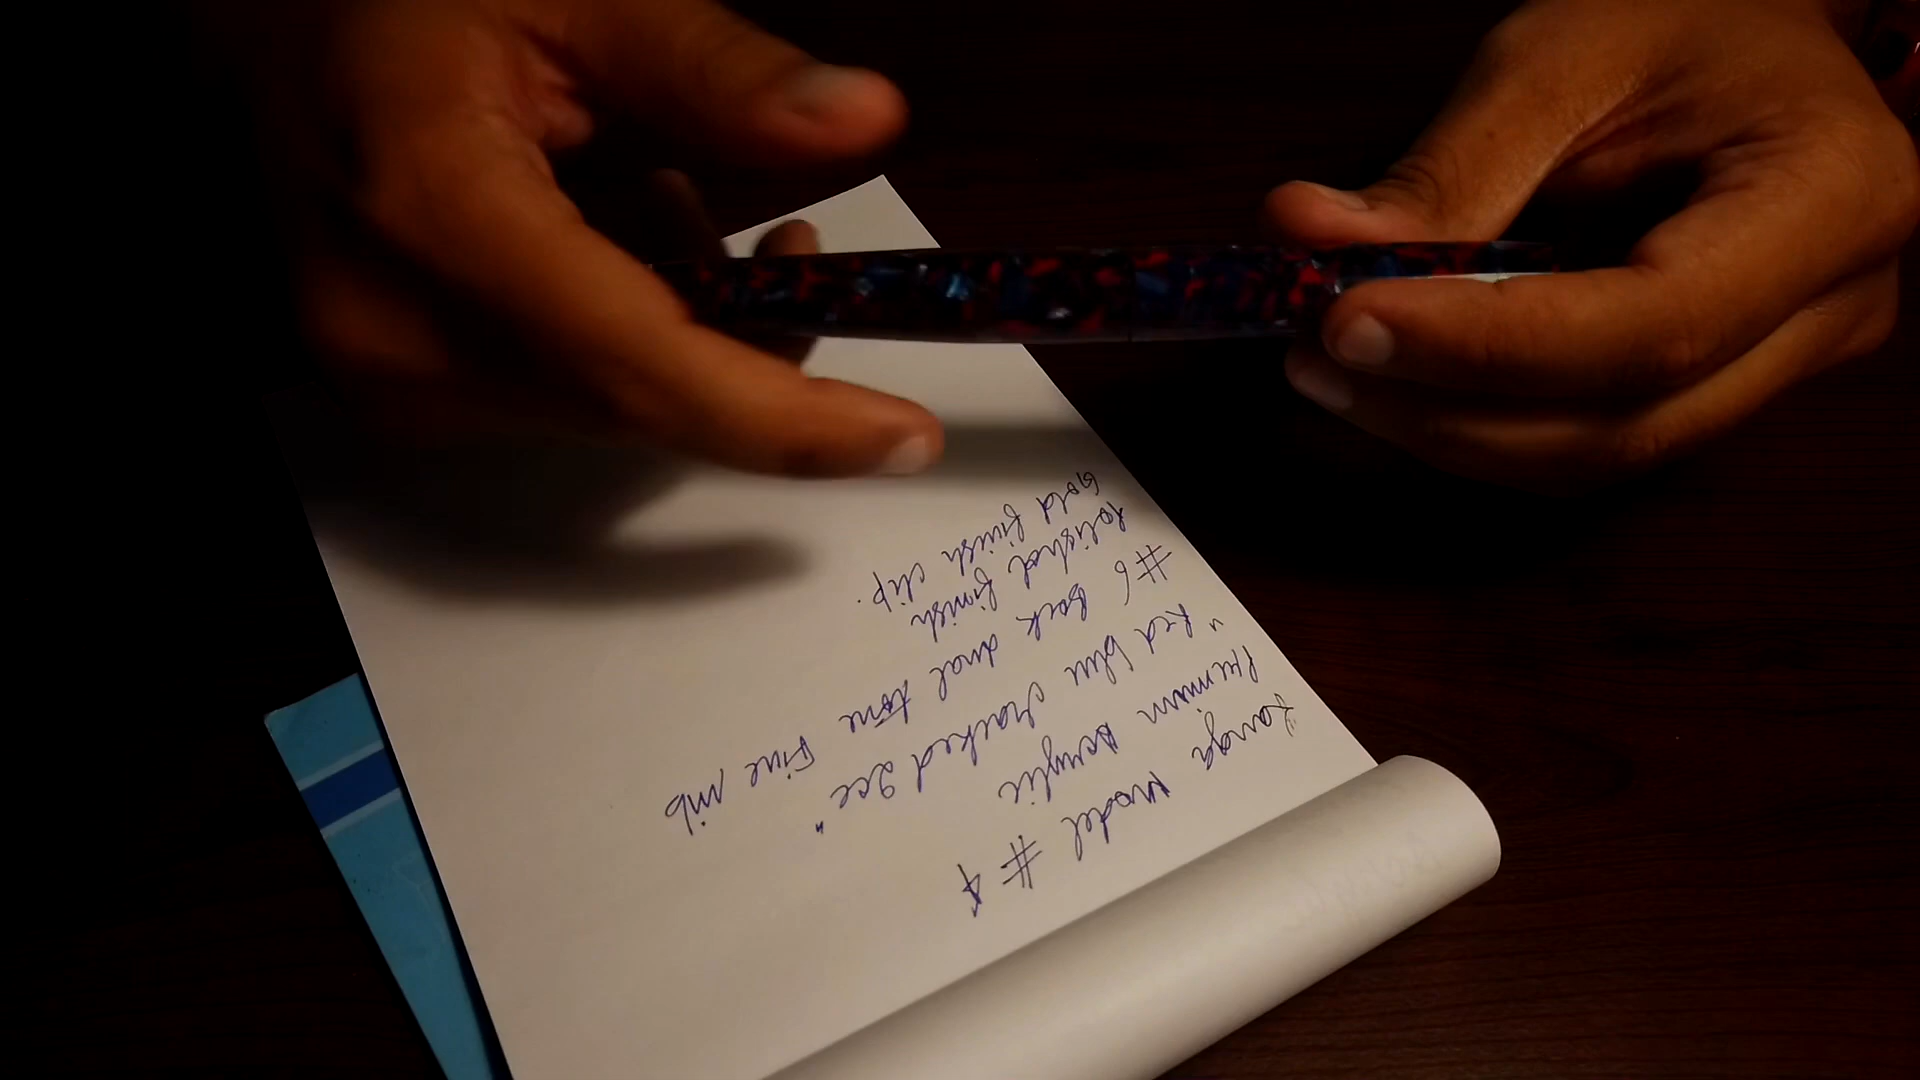 "Ranga model # 4
Premium acrylic
"Red blue cracked Ice"
#6 Bock dual tone Fine nib
Polished finish
Gold finish clip.